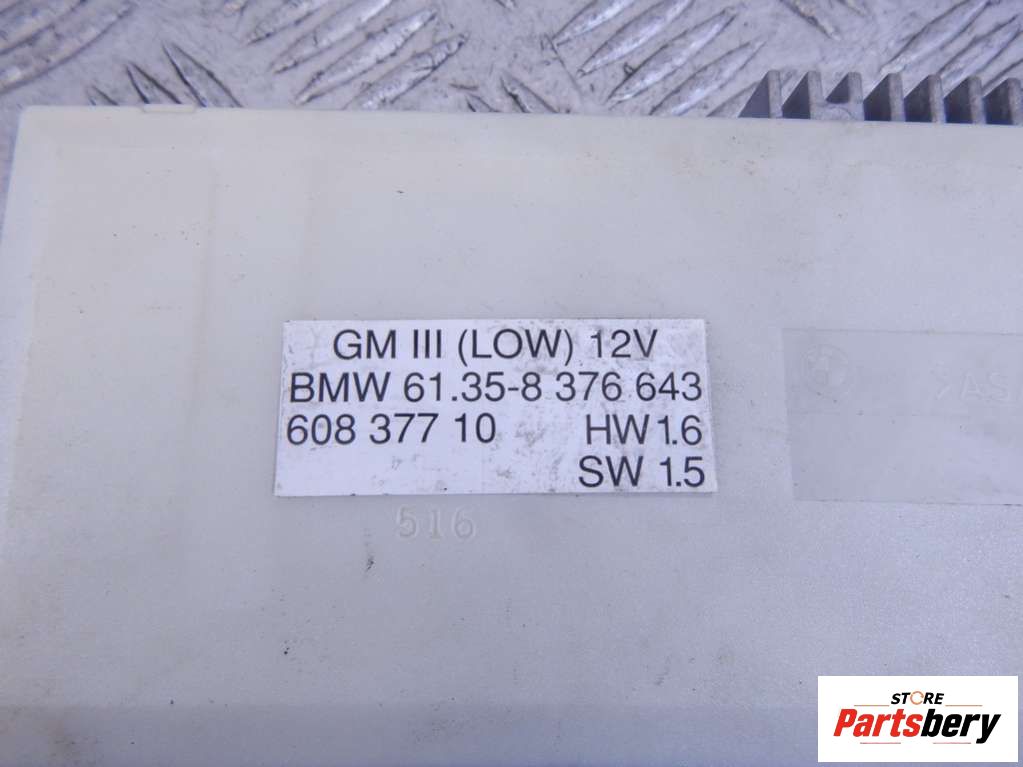 GM III (LOW) 12V
BMW 61.35-8 376 643
608 377 10 HW 1.6
SW 1.5
516
STORE
Partsbery